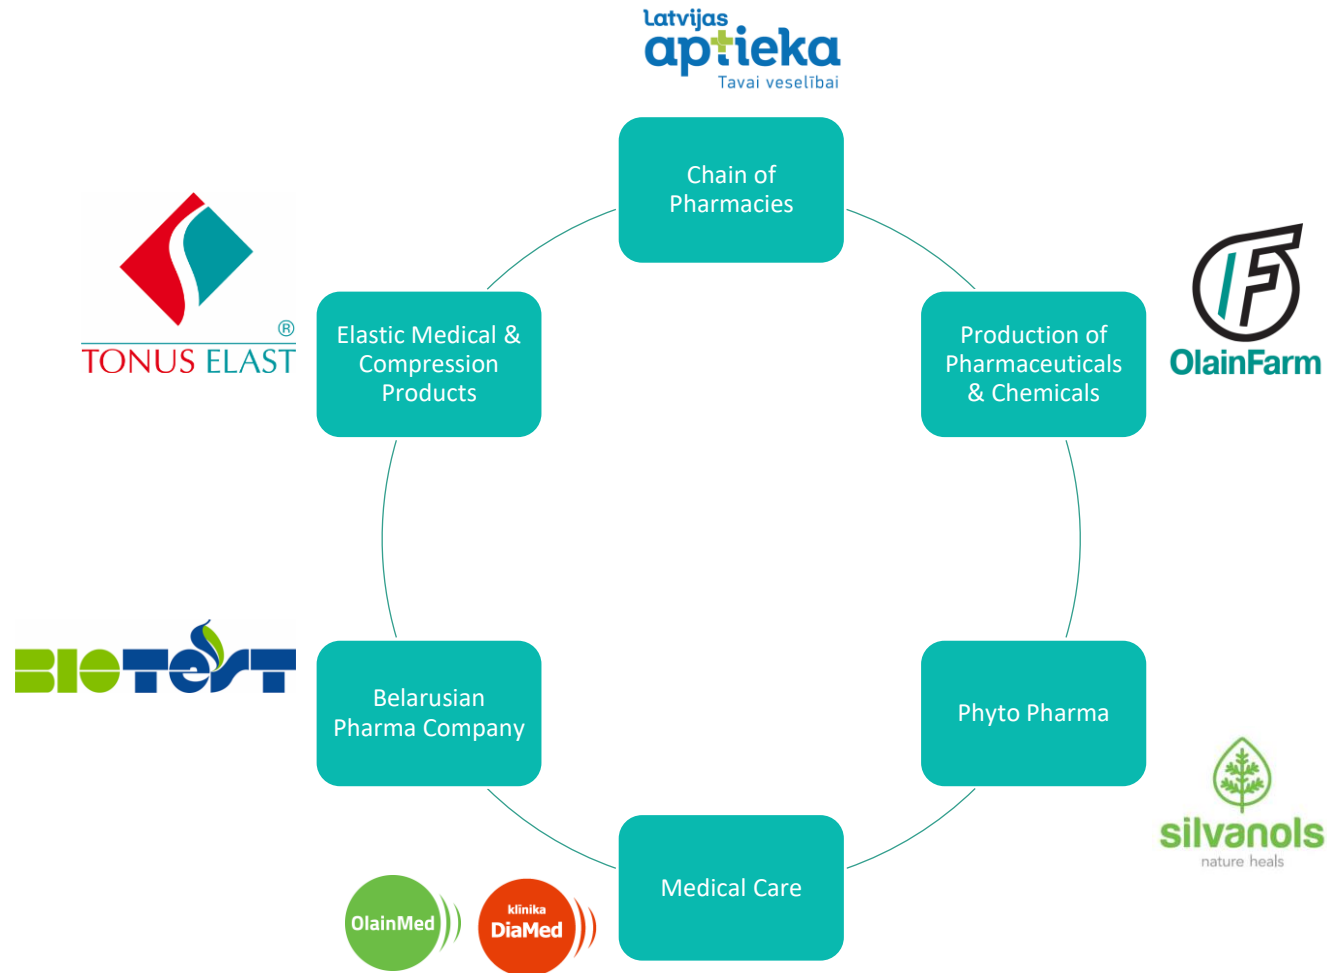 Latvijas
aptieka
Tavai veselībai
Chain of
Pharmacies
®
TONUS ELAST
Elastic Medical &
Compression
Products
Production of
Pharmaceuticals
& Chemicals
OlainFarm
BIOTEST
Belarusian
Pharma Company
Phyto Pharma
silvanols
nature heals
Medical Care
OlainMed
klīnika
DiaMed